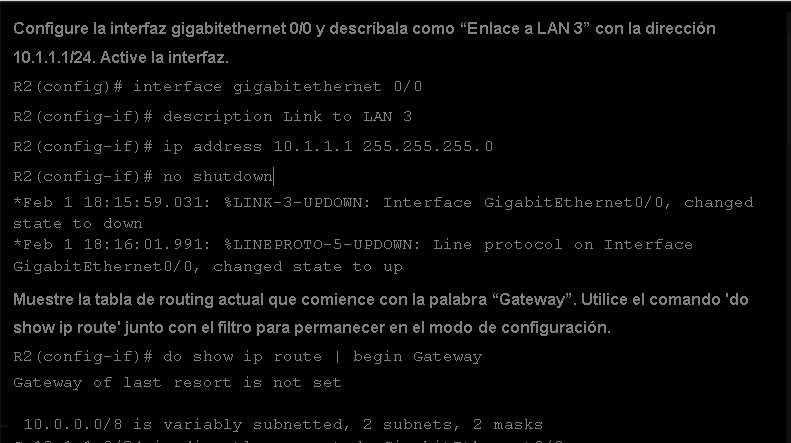 Configure la interfaz gigabitethernet 0/0 y descríbala como “Enlace a LAN 3” con la dirección
10.1.1.1/24. Active la interfaz.
R2(config)# interface gigabitethernet 0/0
R2(config-if)# description Link to LAN 3
R2(config-if)# ip address 10.1.1.1 255.255.255.0
R2(config-if)# no shutdown
*Feb 1 18:15:59.031: %LINK-3-UPDOWN: Interface GigabitEthernet0/0, changed
state to down
*Feb 1 18:16:01.991: %LINEPROTO-5-UPDOWN: Line protocol on Interface
GigabitEthernet0/0, changed state to up
Muestre la tabla de routing actual que comience con la palabra “Gateway”. Utilice el comando 'do
show ip route' junto con el filtro para permanecer en el modo de configuración.
R2(config-if)# do show ip route | begin Gateway
Gateway of last resort is not set
10.0.0.0/8 is variably subnetted, 2 subnets, 2 masks